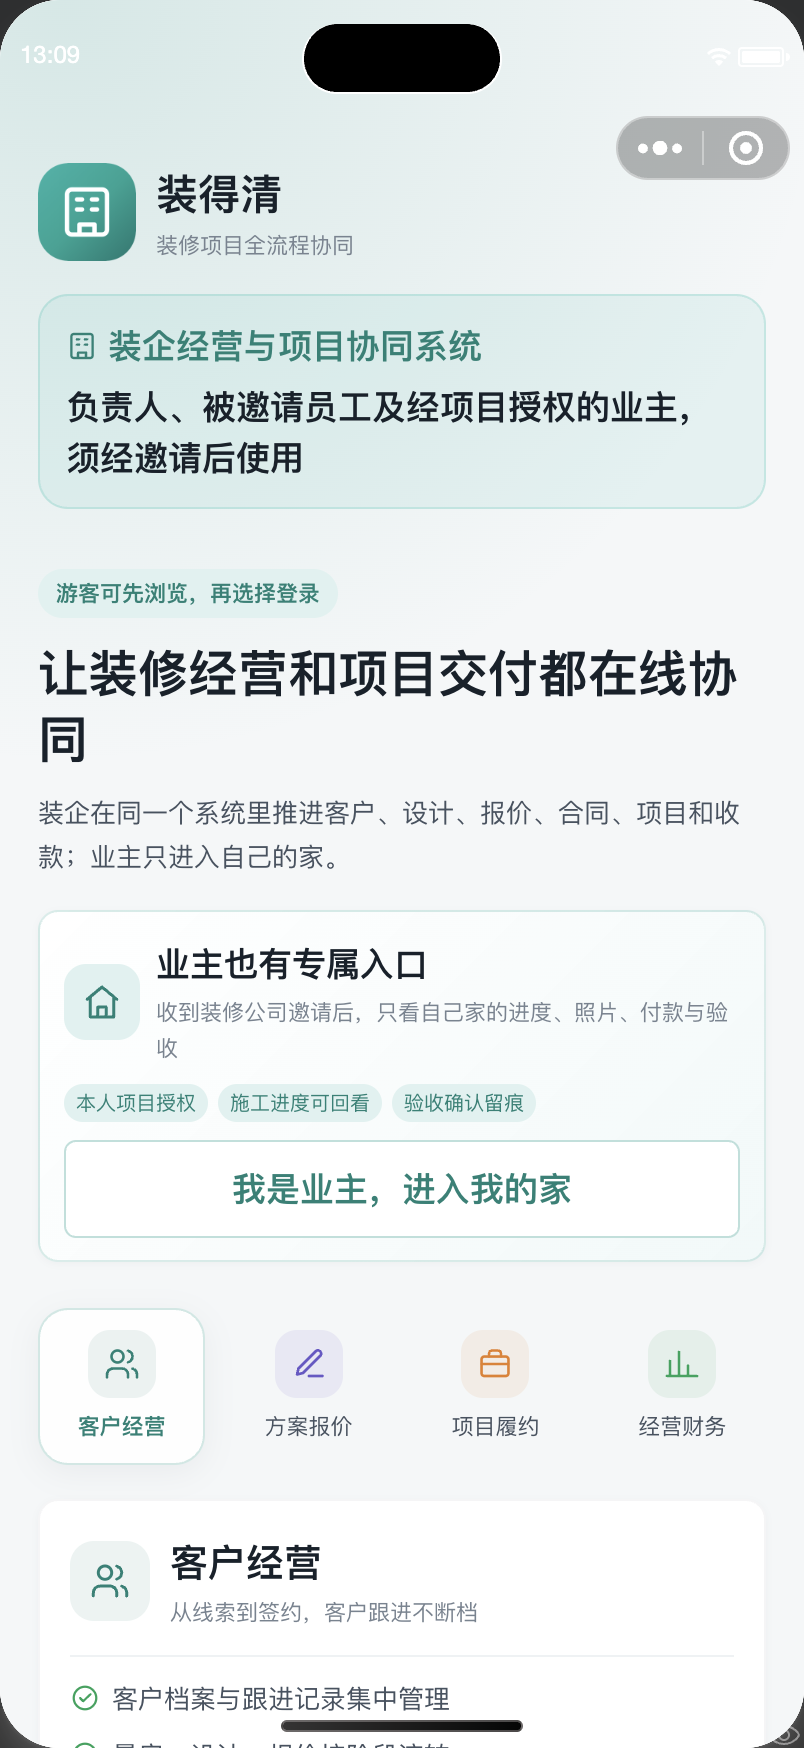 13:09
装得清
装修项目全流程协同
装企经营与项目协同系统
负责人、被邀请员工及经项目授权的业主，
须经邀请后使用
游客可先浏览，再选择登录
让装修经营和项目交付都在线协
同
装企在同一个系统里推进客户、设计、报价、合同、项目和收
款；业主只进入自己的家。
业主也有专属入口
收到装修公司邀请后，只看自己家的进度、照片、付款与验
收
本人项目授权 施工进度可回看 验收确认留痕
我是业主，进入我的家
客户经营 方案报价 项目履约 经营财务
客户经营
从线索到签约，客户跟进不断档
客户档案与跟进记录集中管理